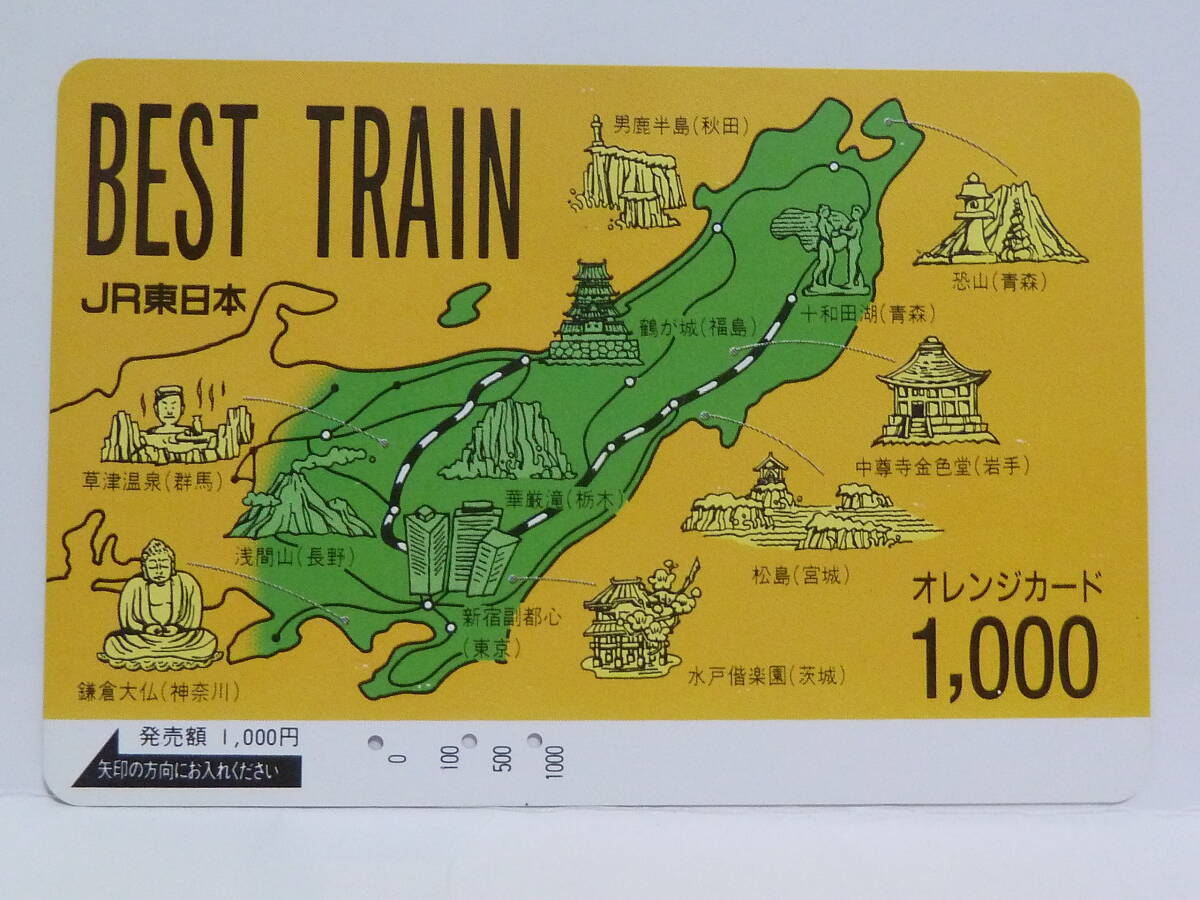 BEST TRAIN
JR東日本
男鹿半島(秋田)
恐山(青森)
十和田湖(青森)
鶴が城(福島)
中尊寺金色堂(岩手)
草津温泉(群馬)
華厳滝(栃木)
浅間山(長野)
松島(宮城)
新宿副都心
(東京)
水戸偕楽園(茨城)
鎌倉大仏(神奈川)
オレンジカード
1,000
発売額 1,000円
矢印の方向にお入れください
0 100 500 1000